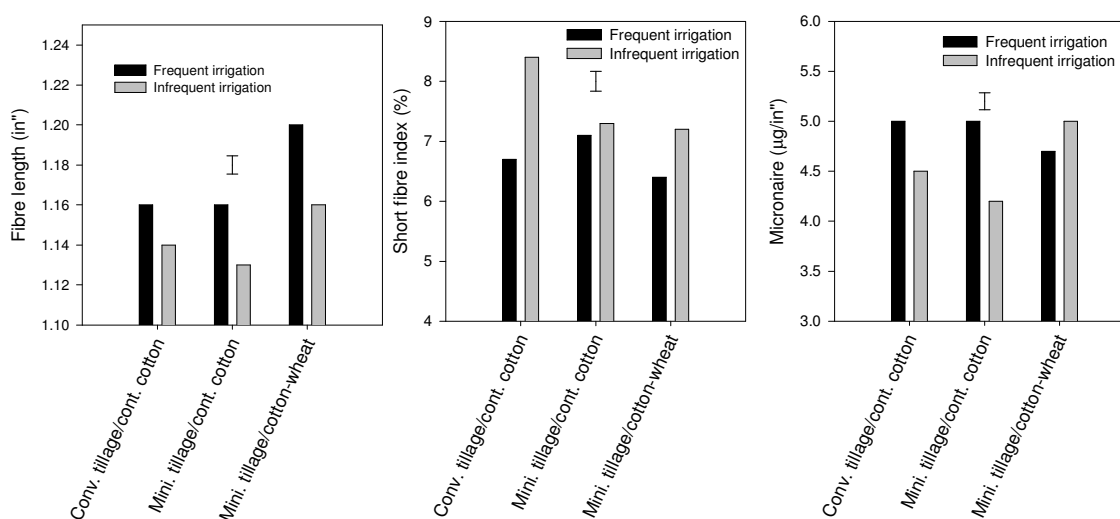 Fibre length (in")
1.24
1.22
1.20
1.18
1.16
1.14
1.12
1.10
Frequent irrigation
Infrequent irrigation
Conv. tillage/cont. cotton
Mini. tillage/cont. cotton
Mini. tillage/cotton-wheat
Short fibre index (%)
9
8
7
6
5
4
Frequent irrigation
Infrequent irrigation
Conv. tillage/cont. cotton
Mini. tillage/cont. cotton
Mini. tillage/cotton-wheat
Micronaire (µg/in")
6.0
5.5
5.0
4.5
4.0
3.5
3.0
Frequent irrigation
Infrequent irrigation
Conv. tillage/cont. cotton
Mini. tillage/cont. cotton
Mini. tillage/cotton-wheat